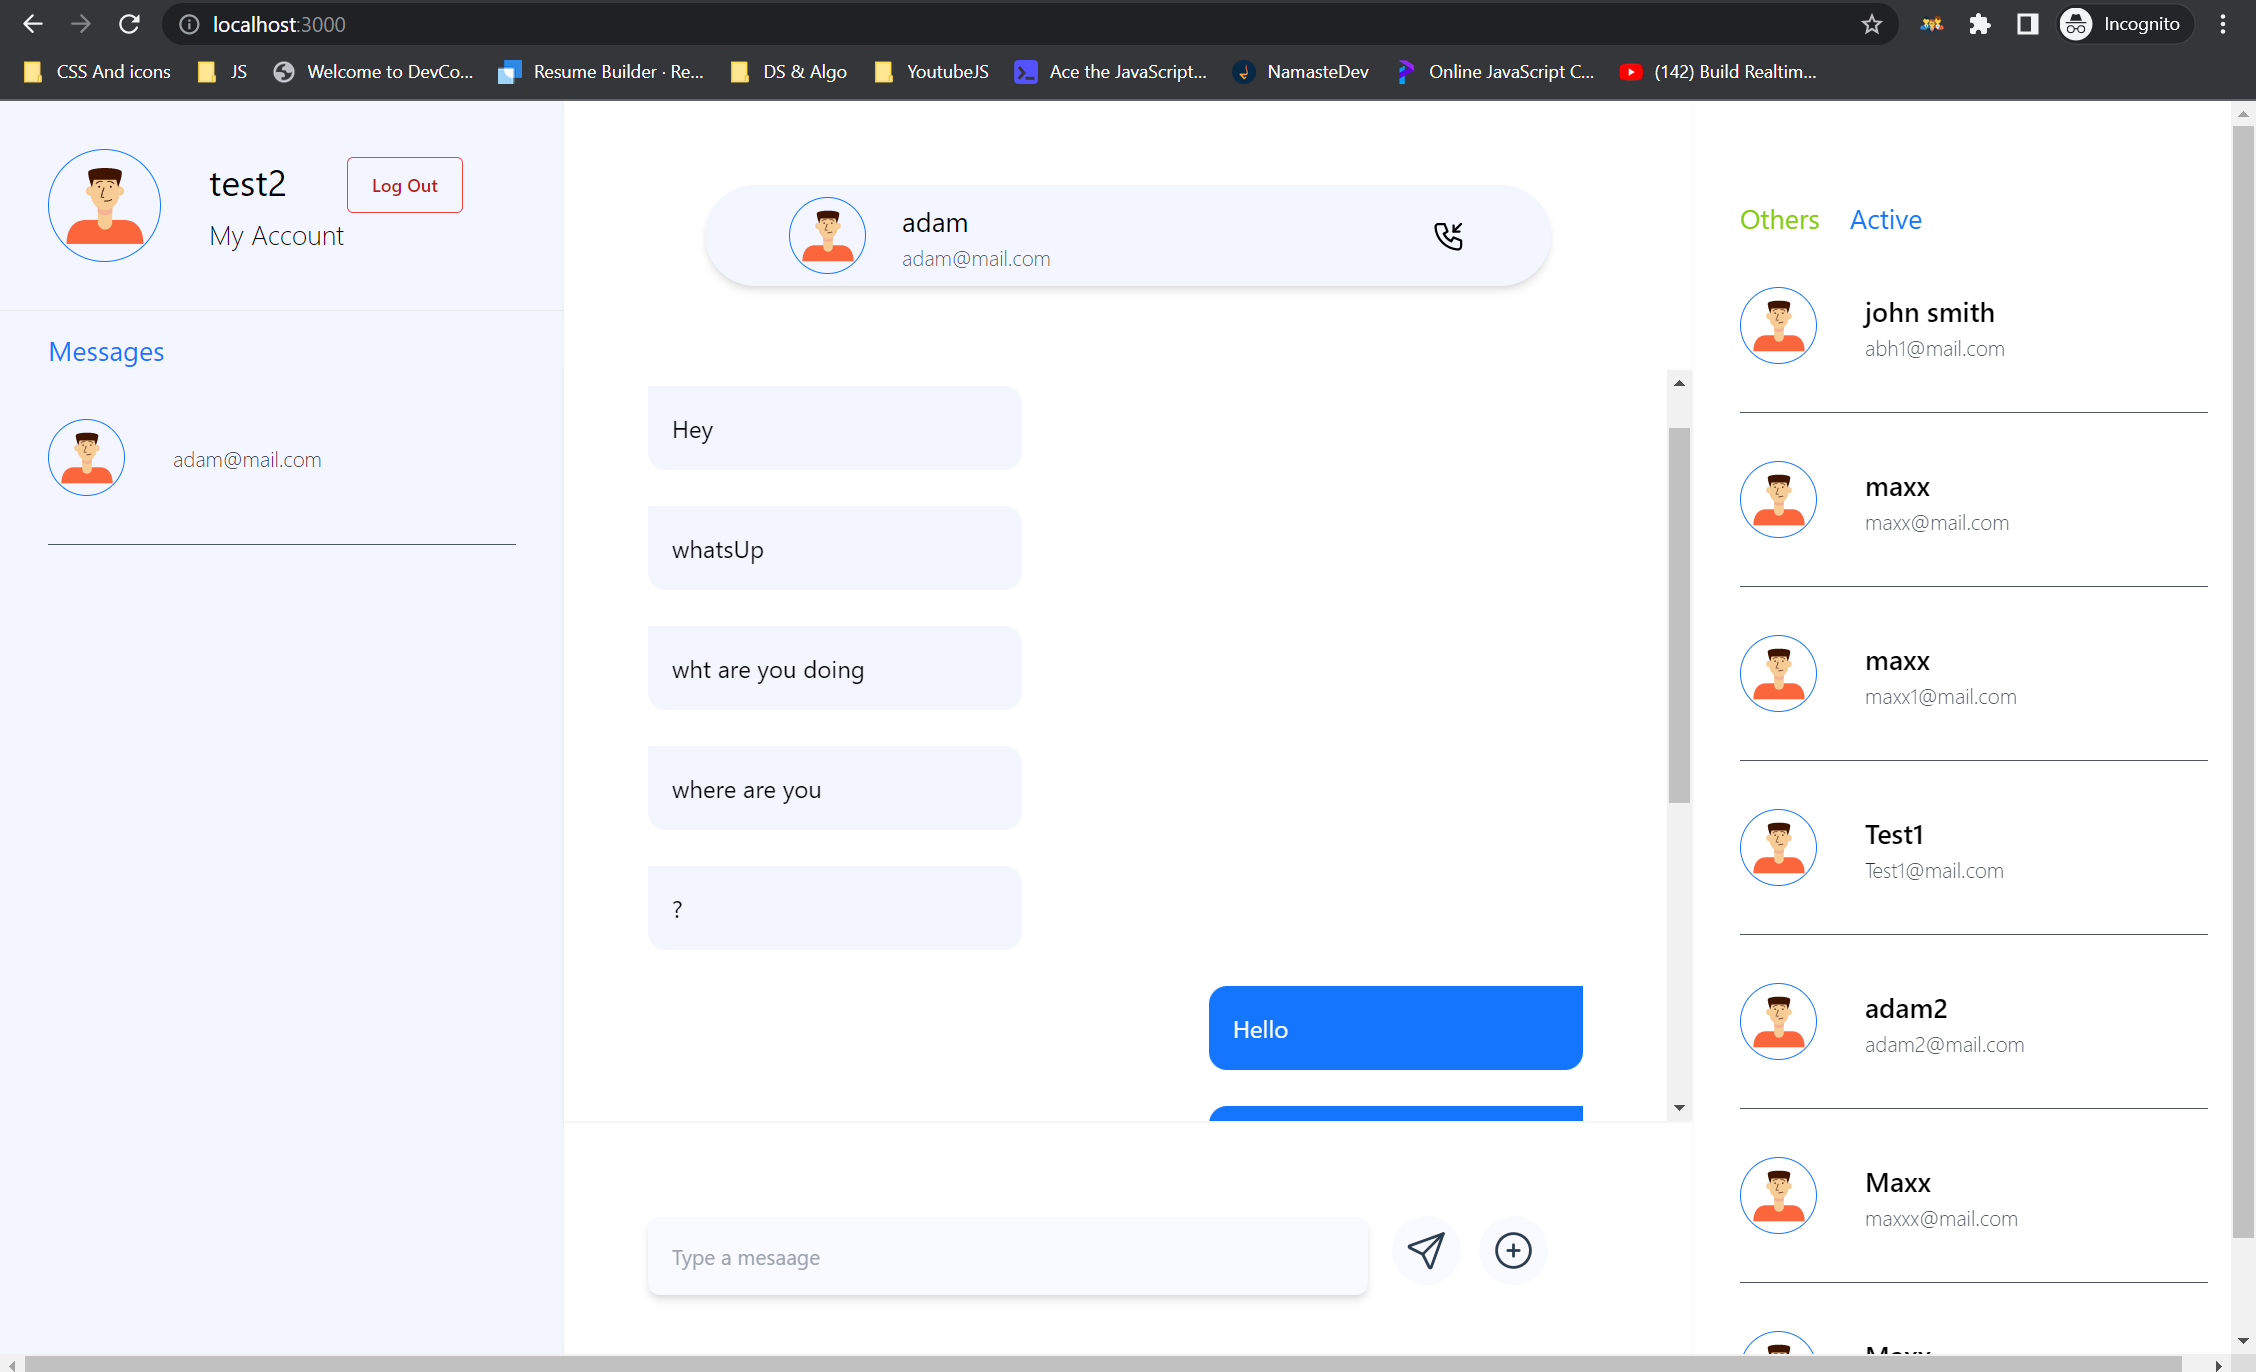 localhost:3000
Incognito
CSS And icons JS Welcome to DevCo... Resume Builder · Re... DS & Algo YoutubeJS Ace the JavaScript... NamasteDev Online JavaScript C... (142) Build Realtim...
test2
Log Out
My Account
Messages
adam@mail.com
adam
adam@mail.com
Hey
whatsUp
wht are you doing
where are you
?
Hello
Type a mesaage
Others Active
john smith
abh1@mail.com
maxx
maxx@mail.com
maxx
maxx1@mail.com
Test1
Test1@mail.com
adam2
adam2@mail.com
Maxx
maxxx@mail.com